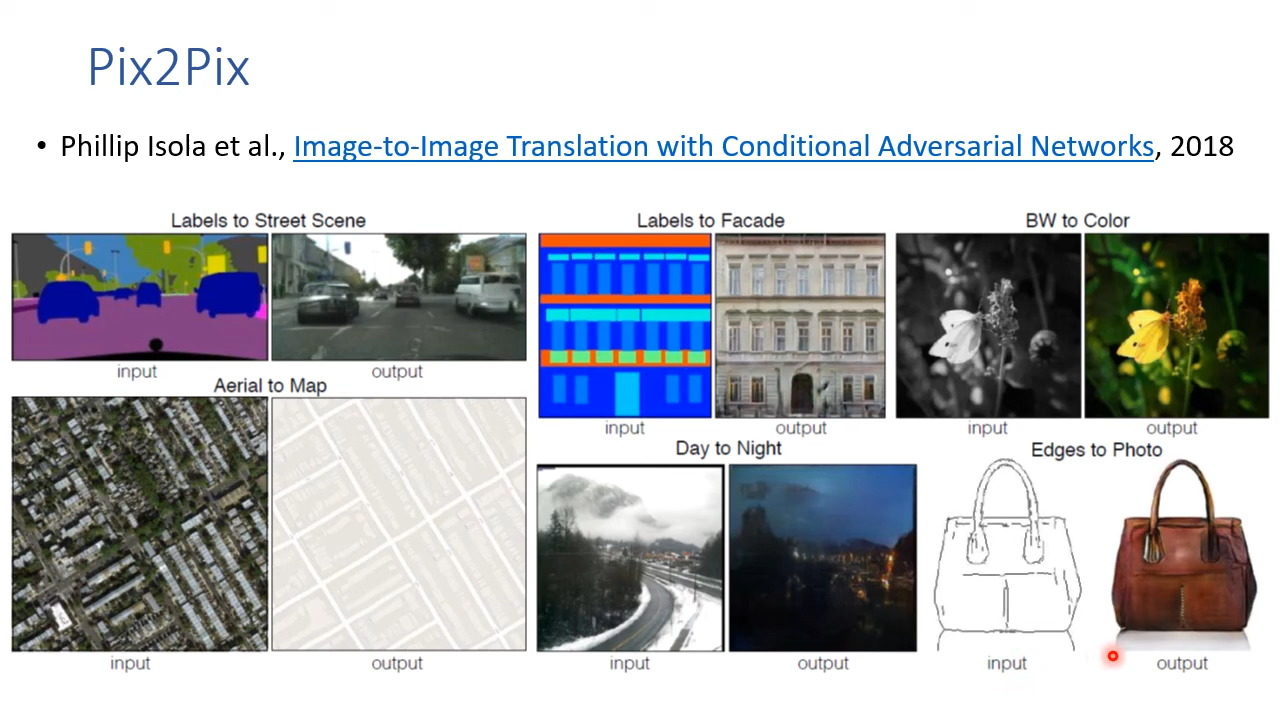 Pix2Pix
• Phillip Isola et al., Image-to-Image Translation with Conditional Adversarial Networks, 2018
Labels to Street Scene
input
output
Aerial to Map
input
output
Labels to Facade
input
output
Day to Night
input
output
BW to Color
input
output
Edges to Photo
input
output